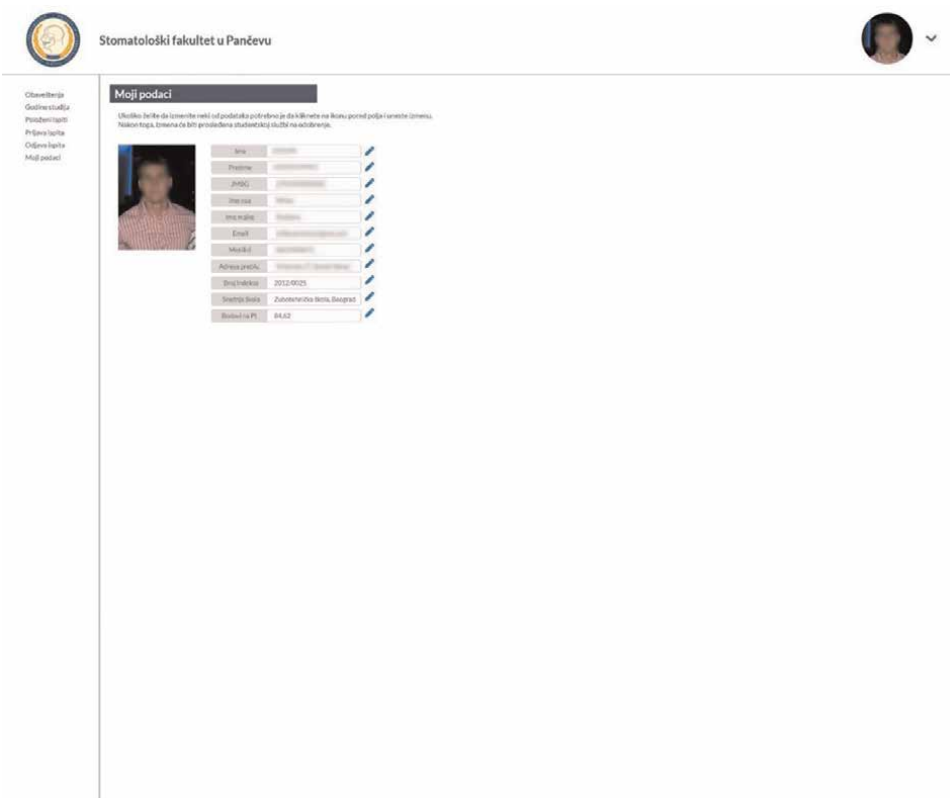 Stomatološki fakultet u Pančevu
Obaveštenja
Godine studija
Položeni ispiti
Prijava ispita
Odjava ispita
Moji podaci
Moji podaci
Ukoliko želite da izmenite neki od podataka potrebno je da kliknete na ikonu pored polja i unesete izmenu.
Nakon toga, izmena će biti prosleđena studentskoj službi na odobrenje.
Ime
Prezime
JMBG
Ime oca
Ime majke
Email
Mobilni
Adresa preb.
Broj indeksa 2012/0025
Srednja škola Zubotehnička škola, Beograd
Bodovi na PI 84,62